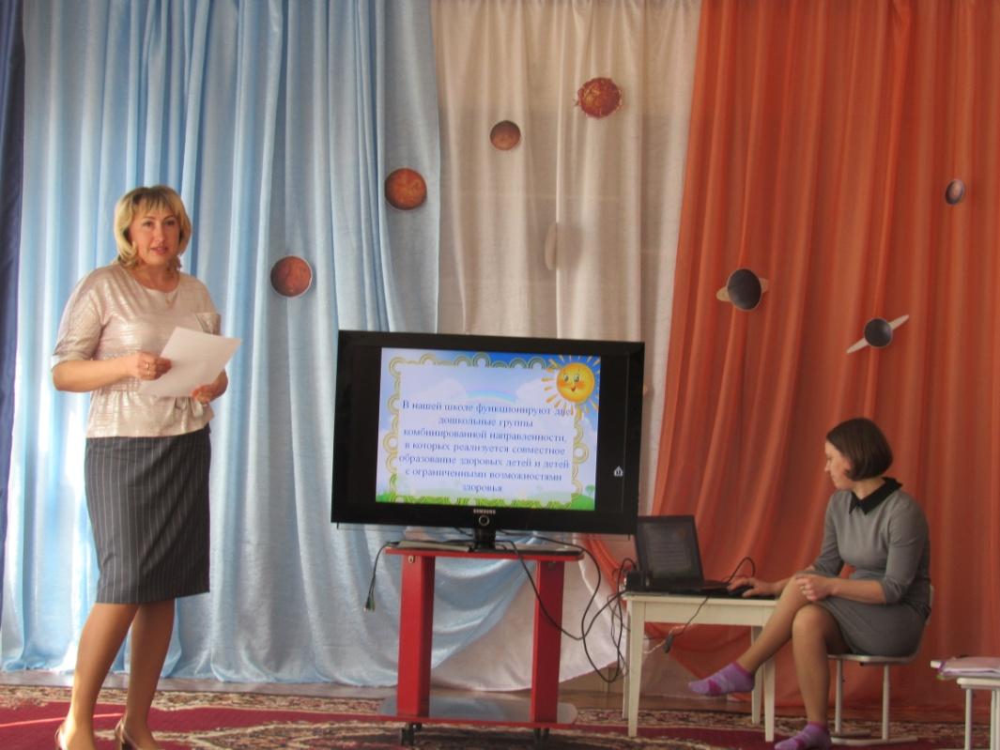 В нашей школе функционируют две
дошкольные группы
комбинированной направленности,
в которых реализуется совместное
образование здоровых детей и детей
с ограниченными возможностями
здоровья
SAMSUNG